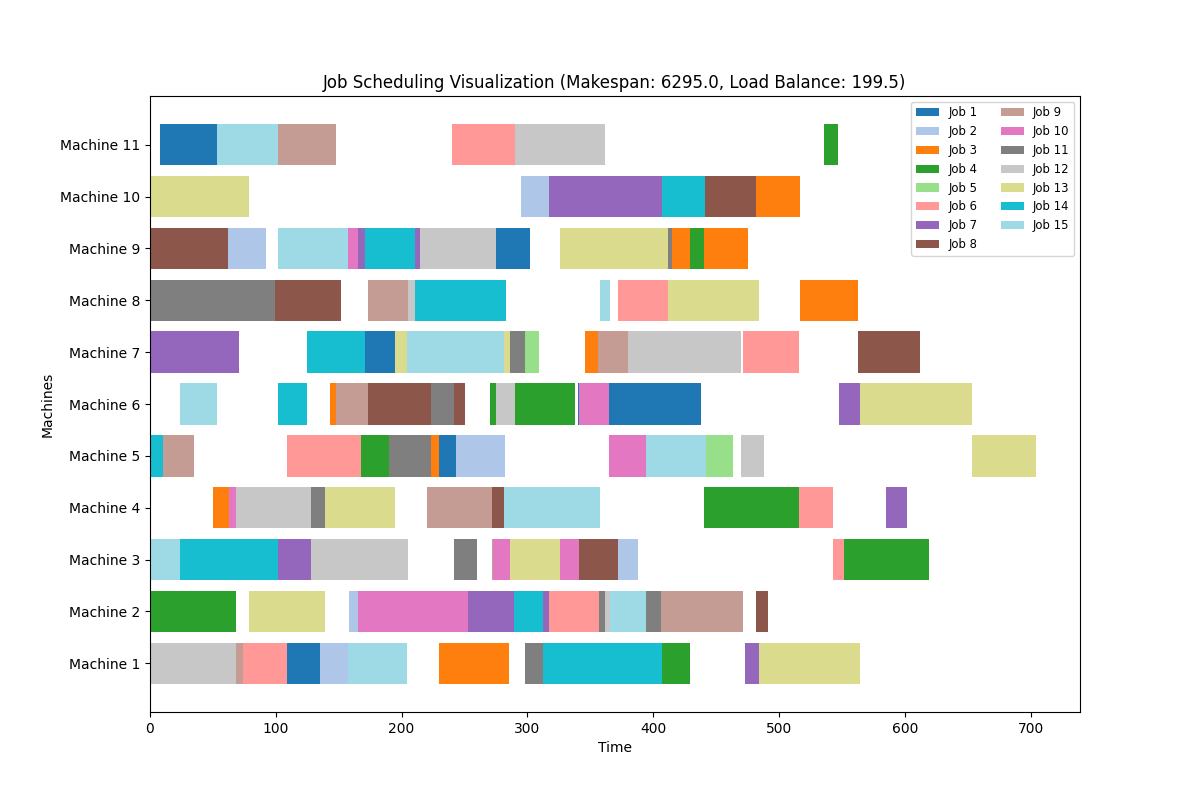 Job Scheduling Visualization (Makespan: 6295.0, Load Balance: 199.5)
Machines
Machine 11
Machine 10
Machine 9
Machine 8
Machine 7
Machine 6
Machine 5
Machine 4
Machine 3
Machine 2
Machine 1
Job 1
Job 2
Job 3
Job 4
Job 5
Job 6
Job 7
Job 8
Job 9
Job 10
Job 11
Job 12
Job 13
Job 14
Job 15
0 100 200 300 400 500 600 700
Time